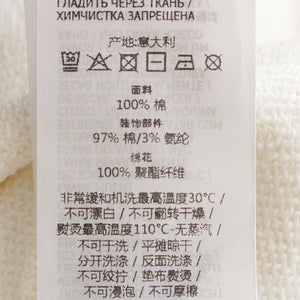 ГЛАДИТЬ ЧЕРЕЗ ТКАНЬ /
ХИМЧИСТКА ЗАПРЕЩЕНА
产地:意大利
面料
100% 棉
装饰部件
97% 棉/3% 氨纶
棉花
100% 聚酯纤维
非常缓和机洗最高温度30°C/
不可漂白/不可翻转干燥/
熨烫最高温度110°C-无蒸汽/
不可干洗/平摊晾干/
分开洗涤/反面洗涤/
不可绞拧/垫布熨烫/
不可浸泡/不可摩擦